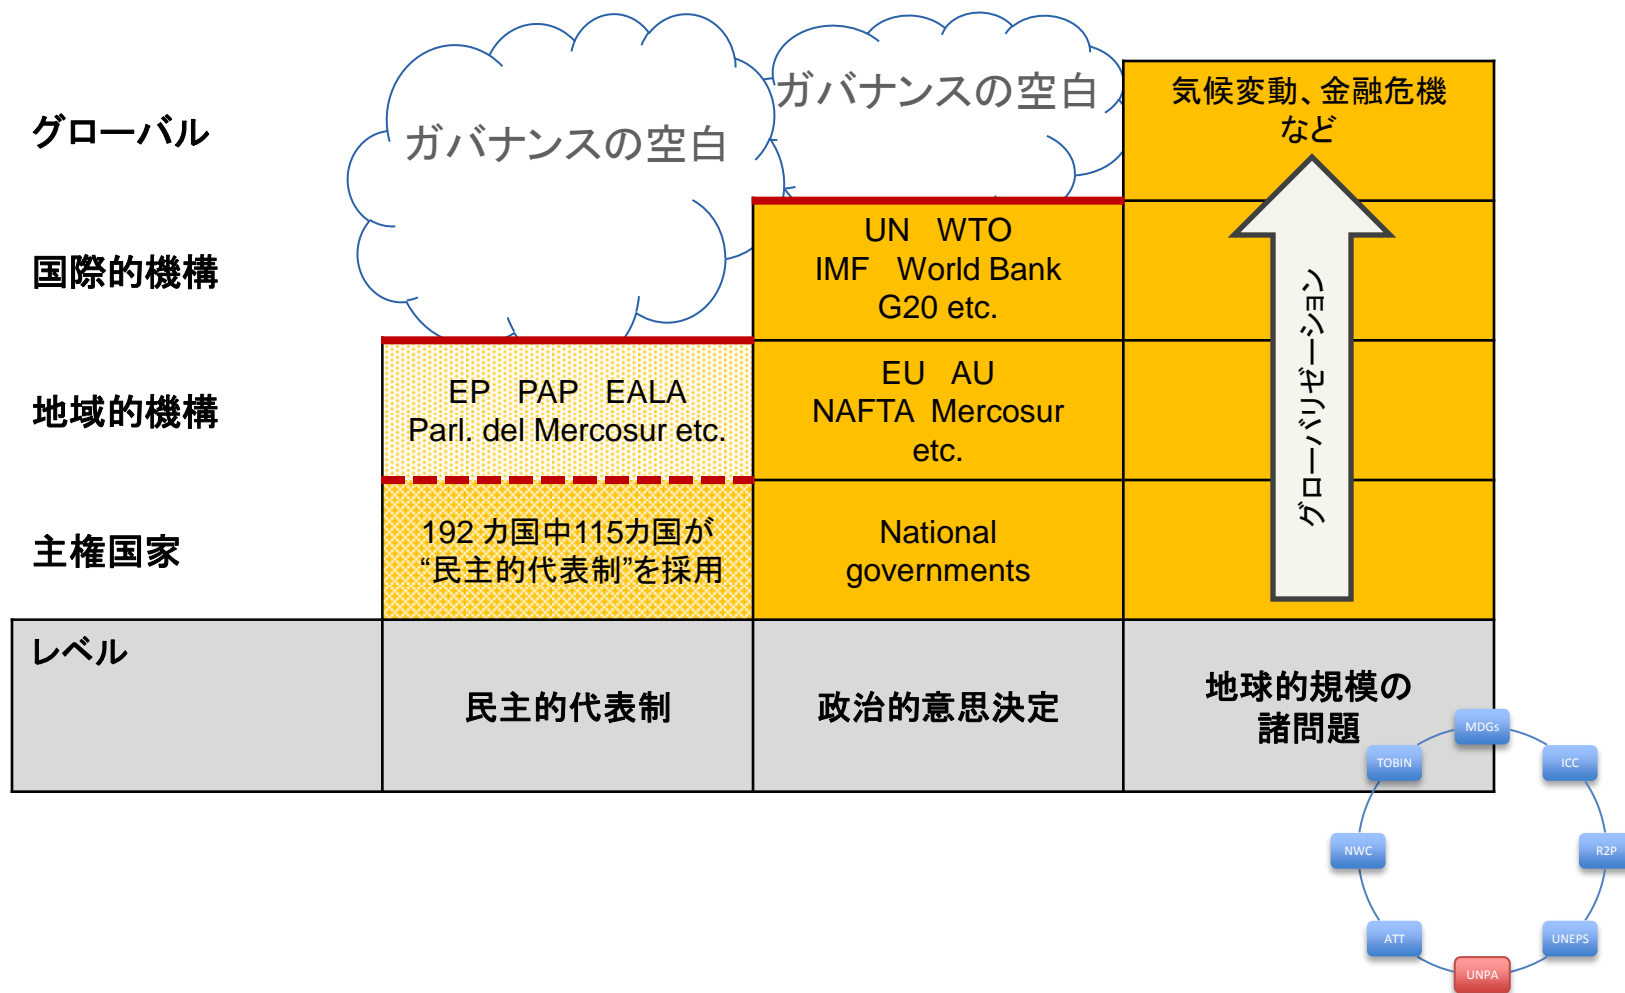 ガバナンスの空白
ガバナンスの空白
グローバル
気候変動、金融危機
など
国際的機構
UN WTO
IMF World Bank
G20 etc.
グローバリゼーション
地域的機構
EP PAP EALA
Parl. del Mercosur etc.
EU AU
NAFTA Mercosur
etc.
主権国家
192 カ国中115カ国が
“民主的代表制”を採用
National
governments
レベル
民主的代表制
政治的意思決定
地球的規模の
諸問題
MDGs
ICC
R2P
UNEPS
UNPA
ATT
NWC
TOBIN